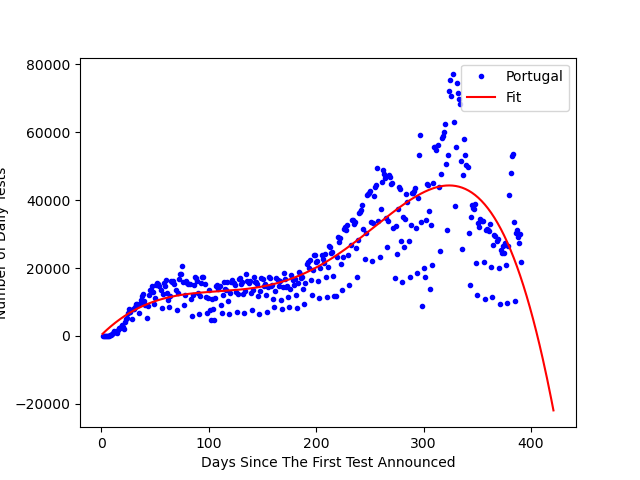 80000
60000
40000
20000
0
−20000
Number of Daily Tests
0
100
200
300
400
Days Since The First Test Announced
Portugal
Fit